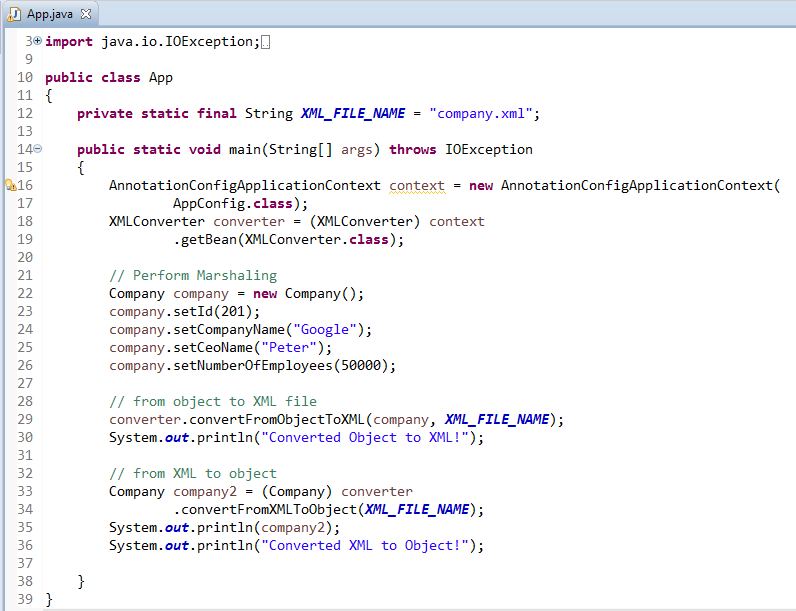 App.java
3 import java.io.IOException;
9
10 public class App
11 {
12     private static final String XML_FILE_NAME = "company.xml";
13
14     public static void main(String[] args) throws IOException
15     {
16         AnnotationConfigApplicationContext context = new AnnotationConfigApplicationContext(
17                 AppConfig.class);
18         XMLConverter converter = (XMLConverter) context
19                 .getBean(XMLConverter.class);
20
21         // Perform Marshaling
22         Company company = new Company();
23         company.setId(201);
24         company.setCompanyName("Google");
25         company.setCeoName("Peter");
26         company.setNumberOfEmployees(50000);
27
28         // from object to XML file
29         converter.convertFromObjectToXML(company, XML_FILE_NAME);
30         System.out.println("Converted Object to XML!");
31
32         // from XML to object
33         Company company2 = (Company) converter
34                 .convertFromXMLToObject(XML_FILE_NAME);
35         System.out.println(company2);
36         System.out.println("Converted XML to Object!");
37
38     }
39 }